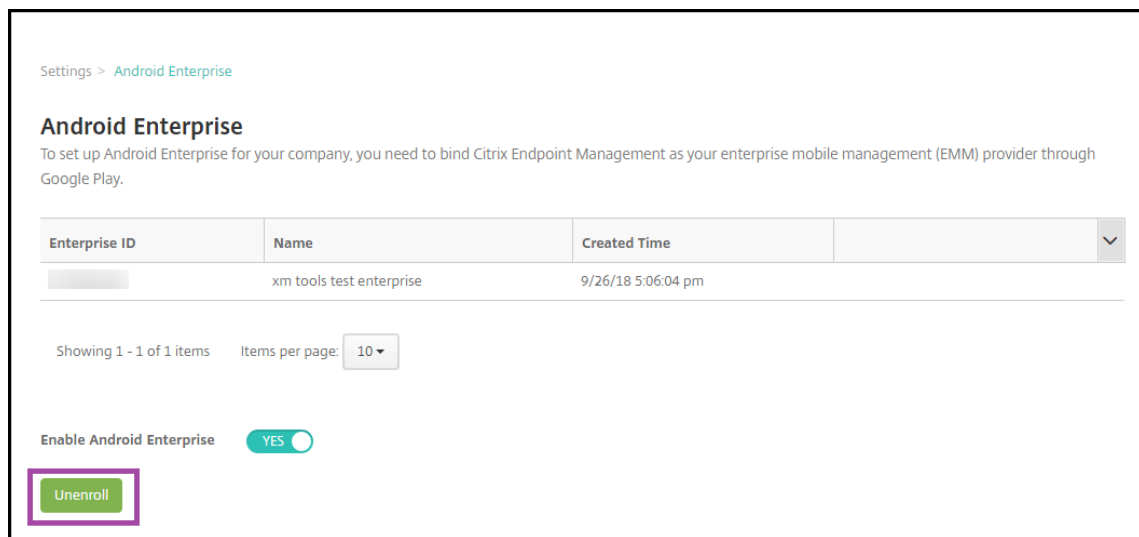 Settings > Android Enterprise
Android Enterprise
To set up Android Enterprise for your company, you need to bind Citrix Endpoint Management as your enterprise mobile management (EMM) provider through
Google Play.
Enterprise ID Name Created Time
xm tools test enterprise 9/26/18 5:06:04 pm
Showing 1 - 1 of 1 items Items per page: 10
Enable Android Enterprise YES
Unenroll